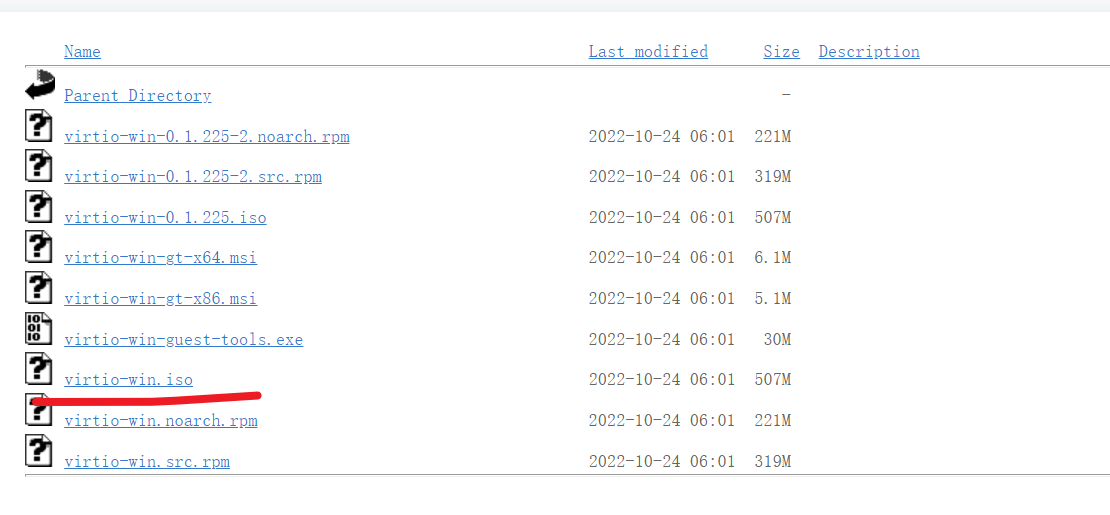 Name Last modified Size Description
Parent Directory -
virtio-win-0.1.225-2.noarch.rpm 2022-10-24 06:01 221M
virtio-win-0.1.225-2.src.rpm 2022-10-24 06:01 319M
virtio-win-0.1.225.iso 2022-10-24 06:01 507M
virtio-win-gt-x64.msi 2022-10-24 06:01 6.1M
virtio-win-gt-x86.msi 2022-10-24 06:01 5.1M
virtio-win-guest-tools.exe 2022-10-24 06:01 30M
virtio-win.iso 2022-10-24 06:01 507M
virtio-win.noarch.rpm 2022-10-24 06:01 221M
virtio-win.src.rpm 2022-10-24 06:01 319M